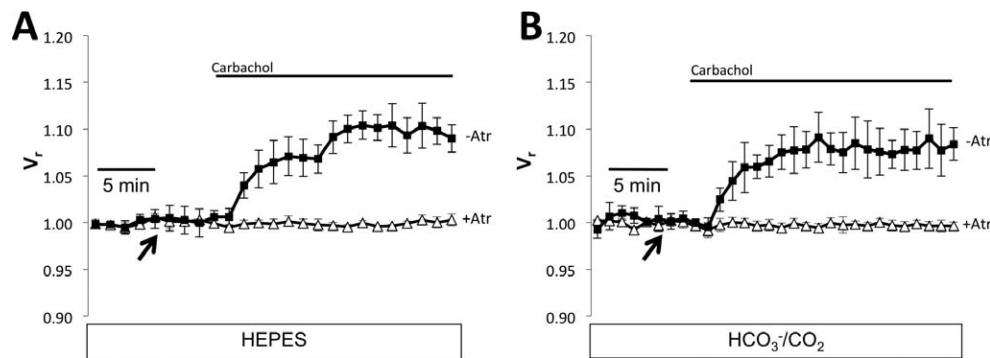 A
1.20
1.15
1.10
1.05
1.00
0.95
0.90
Vr
Carbachol
5 min
-Atr
+Atr
HEPES
B
1.20
1.15
1.10
1.05
1.00
0.95
0.90
Vr
Carbachol
5 min
-Atr
+Atr
HCO₃⁻/CO₂